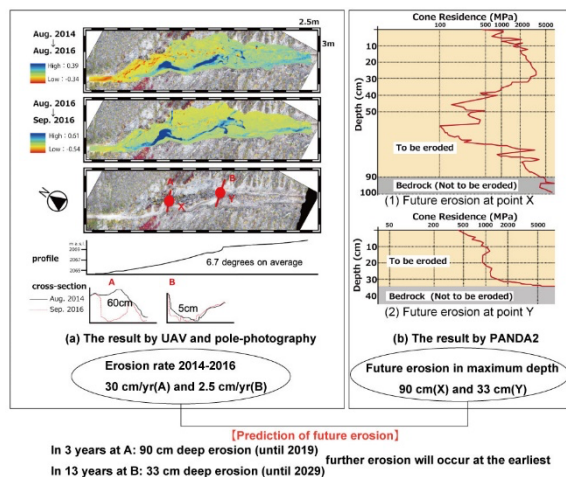 2.5m
3m
Aug. 2014
↓
Aug. 2016
High : 0.39
Low : -0.34
Aug. 2016
↓
Sep. 2016
High : 0.61
Low : -0.54
N
A
B
X
Y
profile
6.7 degrees on average
cross-section
Aug. 2014
Sep. 2016
A
60cm
B
5cm
(a) The result by UAV and pole-photography
Erosion rate 2014-2016
30 cm/yr(A) and 2.5 cm/yr(B)
Cone Residence (MPa)
100 1000 2000 5000
Depth (cm)
10
30
50
To be eroded
90
Bedrock (Not to be eroded)
100
(1) Future erosion at point X
Cone Residence (MPa)
50 100 500 1000 5000
Depth (cm)
0
10
20
30
40
To be eroded
Bedrock (Not to be eroded)
(2) Future erosion at point Y
(b) The result by PANDA2
Future erosion in maximum depth
90 cm(X) and 33 cm(Y)
【Prediction of future erosion】
In 3 years at A: 90 cm deep erosion (until 2019)
In 13 years at B: 33 cm deep erosion (until 2029)
further erosion will occur at the earliest